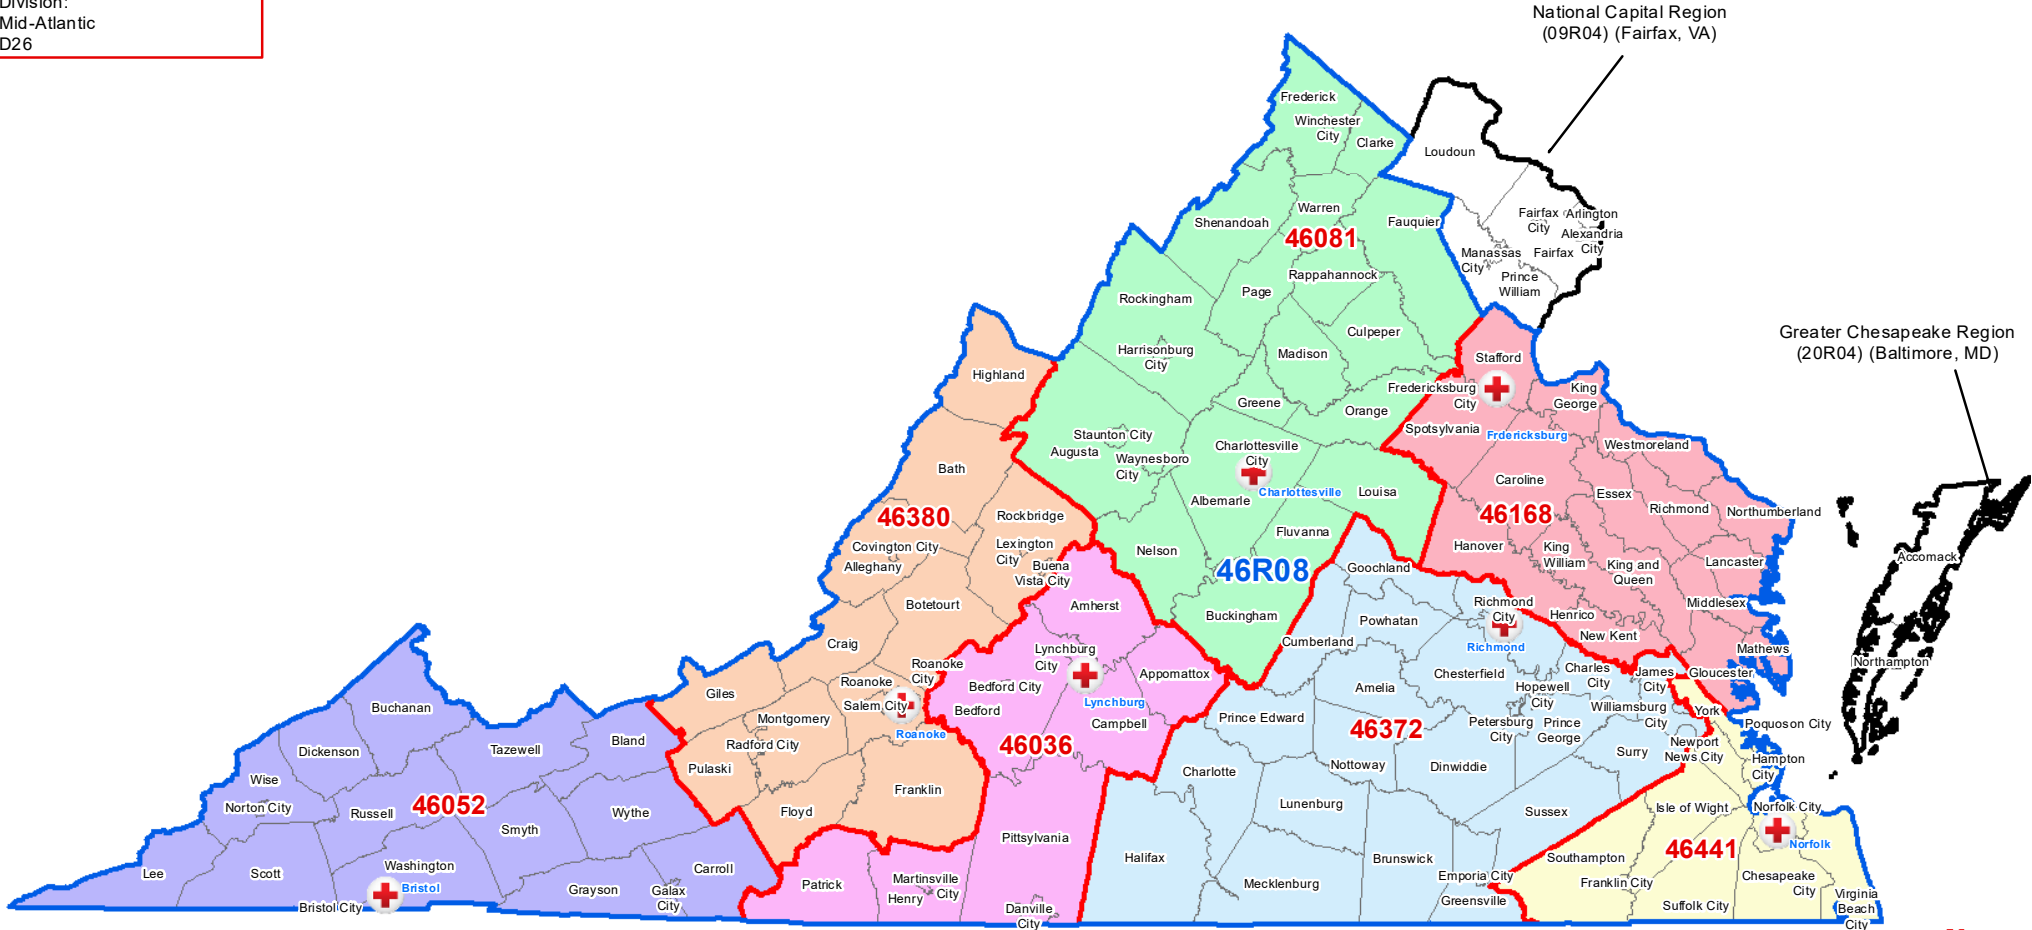 Division:
Mid-Atlantic
D26
National Capital Region
(09R04) (Fairfax, VA)
Greater Chesapeake Region
(20R04) (Baltimore, MD)
Frederick
Winchester
City
Clarke
Loudoun
Shenandoah
Warren
Fauquier
46081
Fairfax
City
Arlington
Alexandria
City
Manassas
City
Fairfax
Prince
William
Rappahannock
Page
Rockingham
Culpeper
Harrisonburg
City
Madison
Greene
Orange
Staunton City
Augusta
Waynesboro
City
Charlottesville
City
Charlottesville
Albemarle
Louisa
Fluvanna
Nelson
46R08
Buckingham
Stafford
Fredericksburg
City
King
George
Spotsylvania
Frdericksburg
Westmoreland
Caroline
Essex
Richmond
Northumberland
46168
Hanover
King
William
King and
Queen
Lancaster
Middlesex
Henrico
New Kent
Mathews
Gloucester
Accomack
Northampton
Highland
Bath
46380
Rockbridge
Covington City
Alleghany
Lexington
City
Buena
Vista City
Botetourt
Craig
Roanoke
City
Roanoke
Salem City
Roanoke
Giles
Montgomery
Radford City
Pulaski
Floyd
Franklin
Amherst
Lynchburg
City
Lynchburg
Appomattox
Bedford City
Bedford
Campbell
46036
Pittsylvania
Patrick
Martinsville
City
Henry
Danville
City
Goochland
Richmond
City
Richmond
Powhatan
Cumberland
Chesterfield
Amelia
Charles
City
James
City
Hopewell
City
Williamsburg
City
Prince Edward
46372
Petersburg
City
Prince
George
Surry
Charlotte
Nottoway
Dinwiddie
Lunenburg
Sussex
Halifax
Brunswick
Mecklenburg
Emporia City
Greensville
York
Poquoson City
Newport
News City
Hampton
City
Isle of Wight
Norfolk City
Norfolk
46441
Southampton
Franklin City
Chesapeake
City
Suffolk City
Virginia
Beach
City
Buchanan
Dickenson
Tazewell
Bland
Wise
Norton City
Russell
46052
Wythe
Smyth
Washington
Bristol
Lee
Scott
Bristol City
Grayson
Galax
City
Carroll